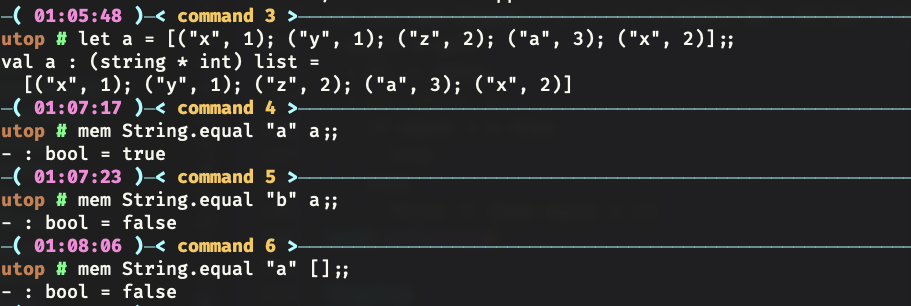 ( 01:05:48 )─< command 3 >
utop # let a = [("x", 1); ("y", 1); ("z", 2); ("a", 3); ("x", 2)];;
val a : (string * int) list =
  [("x", 1); ("y", 1); ("z", 2); ("a", 3); ("x", 2)]
─( 01:07:17 )─< command 4 >
utop # mem String.equal "a" a;;
- : bool = true
─( 01:07:23 )─< command 5 >
utop # mem String.equal "b" a;;
- : bool = false
─( 01:08:06 )─< command 6 >
utop # mem String.equal "a" [];;
- : bool = false